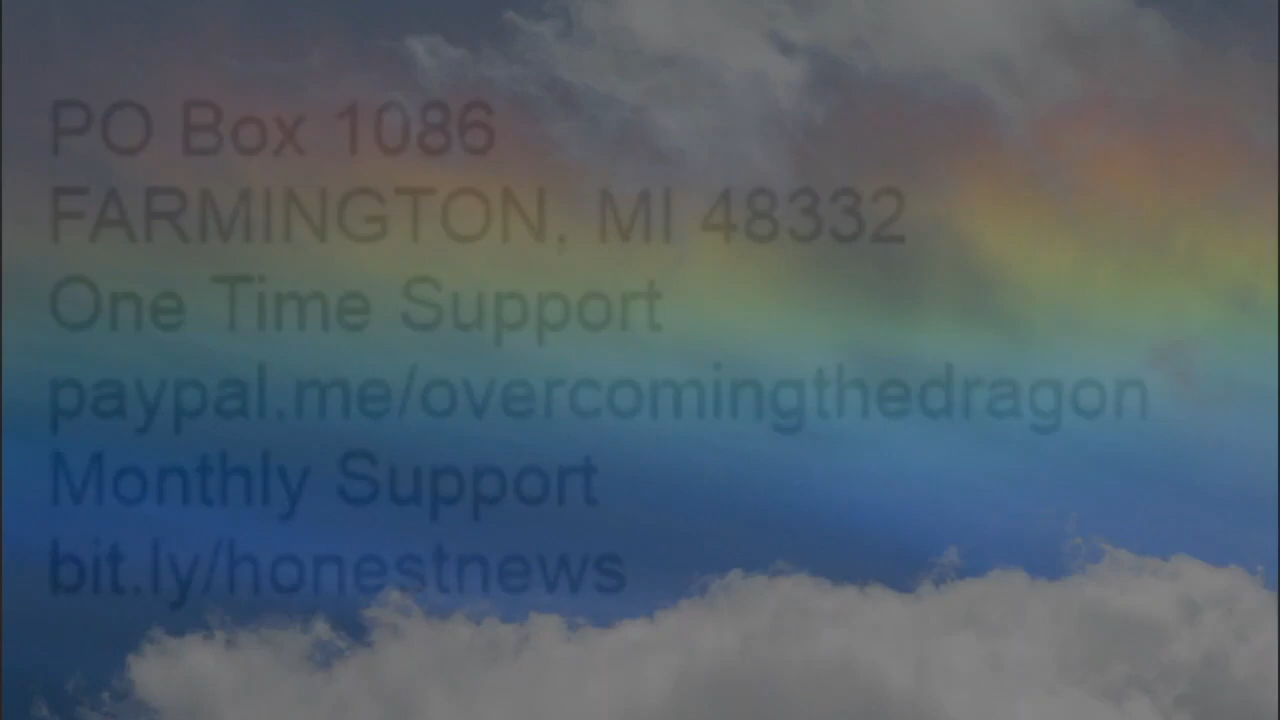 PO Box 1086
FARMINGTON, MI 48332
One Time Support
paypal.me/overcomingthedragon
Monthly Support
bit.ly/honestnews